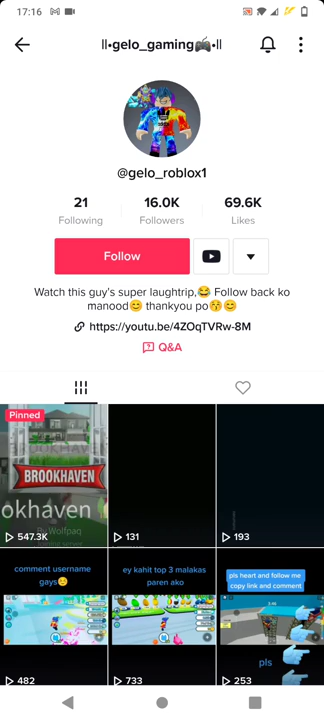 17:16
||•gelo_gaming🎮•||
@gelo_roblox1
21 16.0K 69.6K
Following Followers Likes
Follow
Watch this guy's super laughtrip,😂 Follow back ko
manood😊 thankyou po😚😊
https://youtu.be/4ZOqTVRw-8M
Q&A
Pinned
BROOKHAVEN
okhaven
By Wolfpaq
547.3K
131
193
comment username
gays
482
ey kahit top 3 malakas
paren ako
733
pls heart and follow me
copy link and comment
pls
253